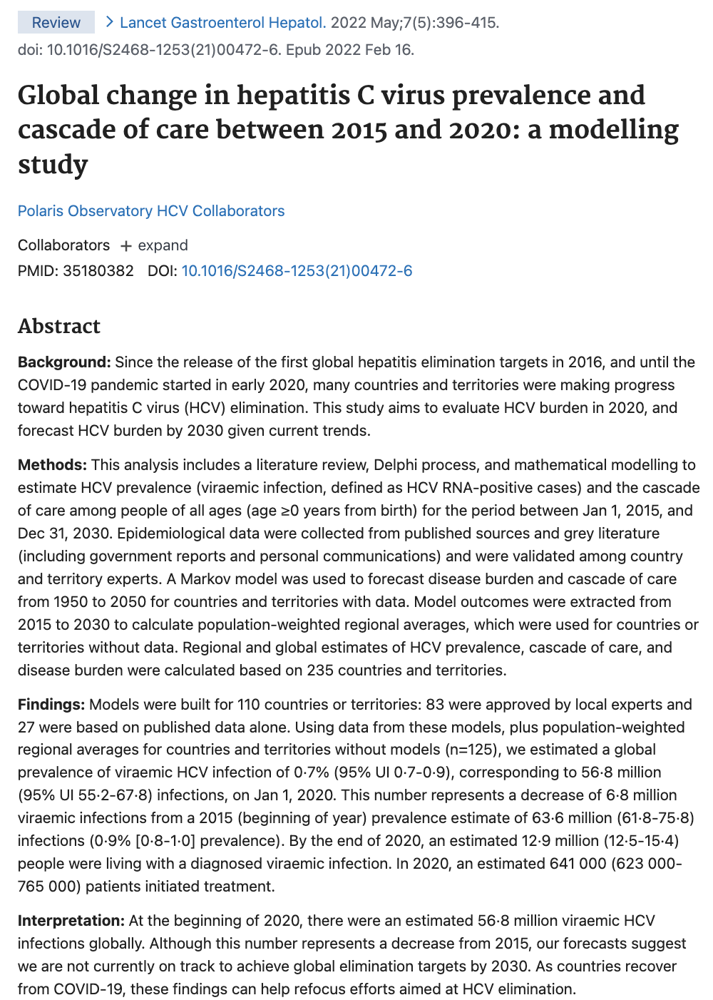 Review > Lancet Gastroenterol Hepatol. 2022 May;7(5):396-415.
doi: 10.1016/S2468-1253(21)00472-6. Epub 2022 Feb 16.
Global change in hepatitis C virus prevalence and
cascade of care between 2015 and 2020: a modelling
study
Polaris Observatory HCV Collaborators
Collaborators + expand
PMID: 35180382 DOI: 10.1016/S2468-1253(21)00472-6
Abstract
Background: Since the release of the first global hepatitis elimination targets in 2016, and until the
COVID-19 pandemic started in early 2020, many countries and territories were making progress
toward hepatitis C virus (HCV) elimination. This study aims to evaluate HCV burden in 2020, and
forecast HCV burden by 2030 given current trends.
Methods: This analysis includes a literature review, Delphi process, and mathematical modelling to
estimate HCV prevalence (viraemic infection, defined as HCV RNA-positive cases) and the cascade
of care among people of all ages (age ≥0 years from birth) for the period between Jan 1, 2015, and
Dec 31, 2030. Epidemiological data were collected from published sources and grey literature
(including government reports and personal communications) and were validated among country
and territory experts. A Markov model was used to forecast disease burden and cascade of care
from 1950 to 2050 for countries and territories with data. Model outcomes were extracted from
2015 to 2030 to calculate population-weighted regional averages, which were used for countries or
territories without data. Regional and global estimates of HCV prevalence, cascade of care, and
disease burden were calculated based on 235 countries and territories.
Findings: Models were built for 110 countries or territories: 83 were approved by local experts and
27 were based on published data alone. Using data from these models, plus population-weighted
regional averages for countries and territories without models (n=125), we estimated a global
prevalence of viraemic HCV infection of 0·7% (95% UI 0·7-0·9), corresponding to 56·8 million
(95% UI 55·2-67·8) infections, on Jan 1, 2020. This number represents a decrease of 6·8 million
viraemic infections from a 2015 (beginning of year) prevalence estimate of 63·6 million (61·8-75·8)
infections (0·9% [0·8-1·0] prevalence). By the end of 2020, an estimated 12·9 million (12·5-15·4)
people were living with a diagnosed viraemic infection. In 2020, an estimated 641 000 (623 000-
765 000) patients initiated treatment.
Interpretation: At the beginning of 2020, there were an estimated 56·8 million viraemic HCV
infections globally. Although this number represents a decrease from 2015, our forecasts suggest
we are not currently on track to achieve global elimination targets by 2030. As countries recover
from COVID-19, these findings can help refocus efforts aimed at HCV elimination.